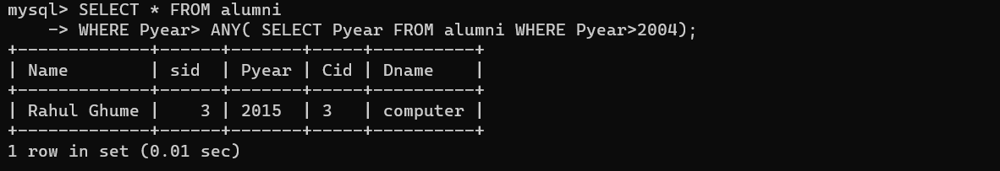 mysql> SELECT * FROM alumni
    -> WHERE Pyear> ANY( SELECT Pyear FROM alumni WHERE Pyear>2004);
+-------------+------+-------+-----+----------+
| Name        | sid  | Pyear | Cid | Dname    |
+-------------+------+-------+-----+----------+
| Rahul Ghume |    3 | 2015  | 3   | computer |
+-------------+------+-------+-----+----------+
1 row in set (0.01 sec)